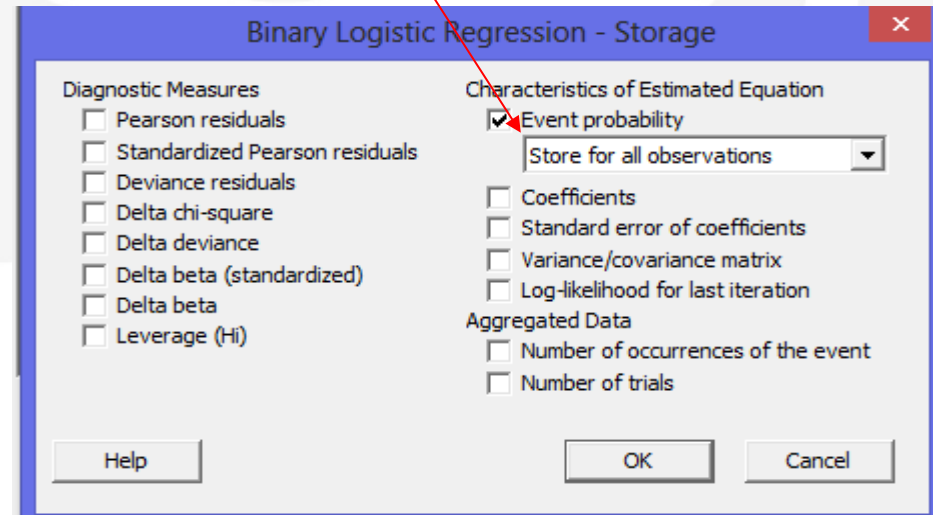 Binary Logistic Regression - Storage
Diagnostic Measures
Pearson residuals
Standardized Pearson residuals
Deviance residuals
Delta chi-square
Delta deviance
Delta beta (standardized)
Delta beta
Leverage (Hi)
Characteristics of Estimated Equation
Event probability
Store for all observations
Coefficients
Standard error of coefficients
Variance/covariance matrix
Log-likelihood for last iteration
Aggregated Data
Number of occurrences of the event
Number of trials
Help
OK
Cancel